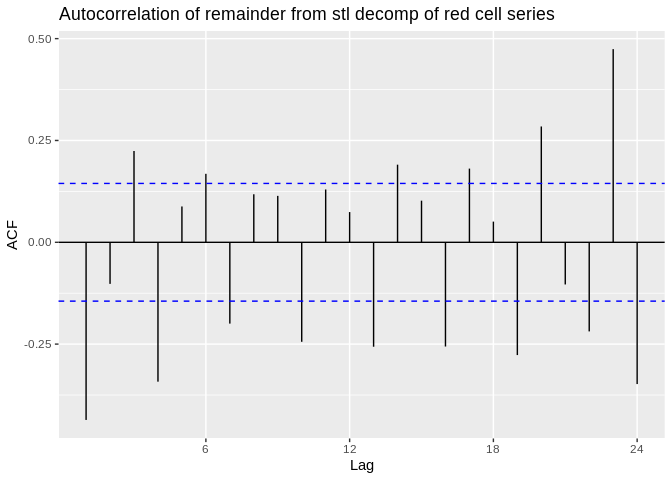 Autocorrelation of remainder from stl decomp of red cell series
0.50
0.25
0.00
-0.25
ACF
6 12 18 24
Lag